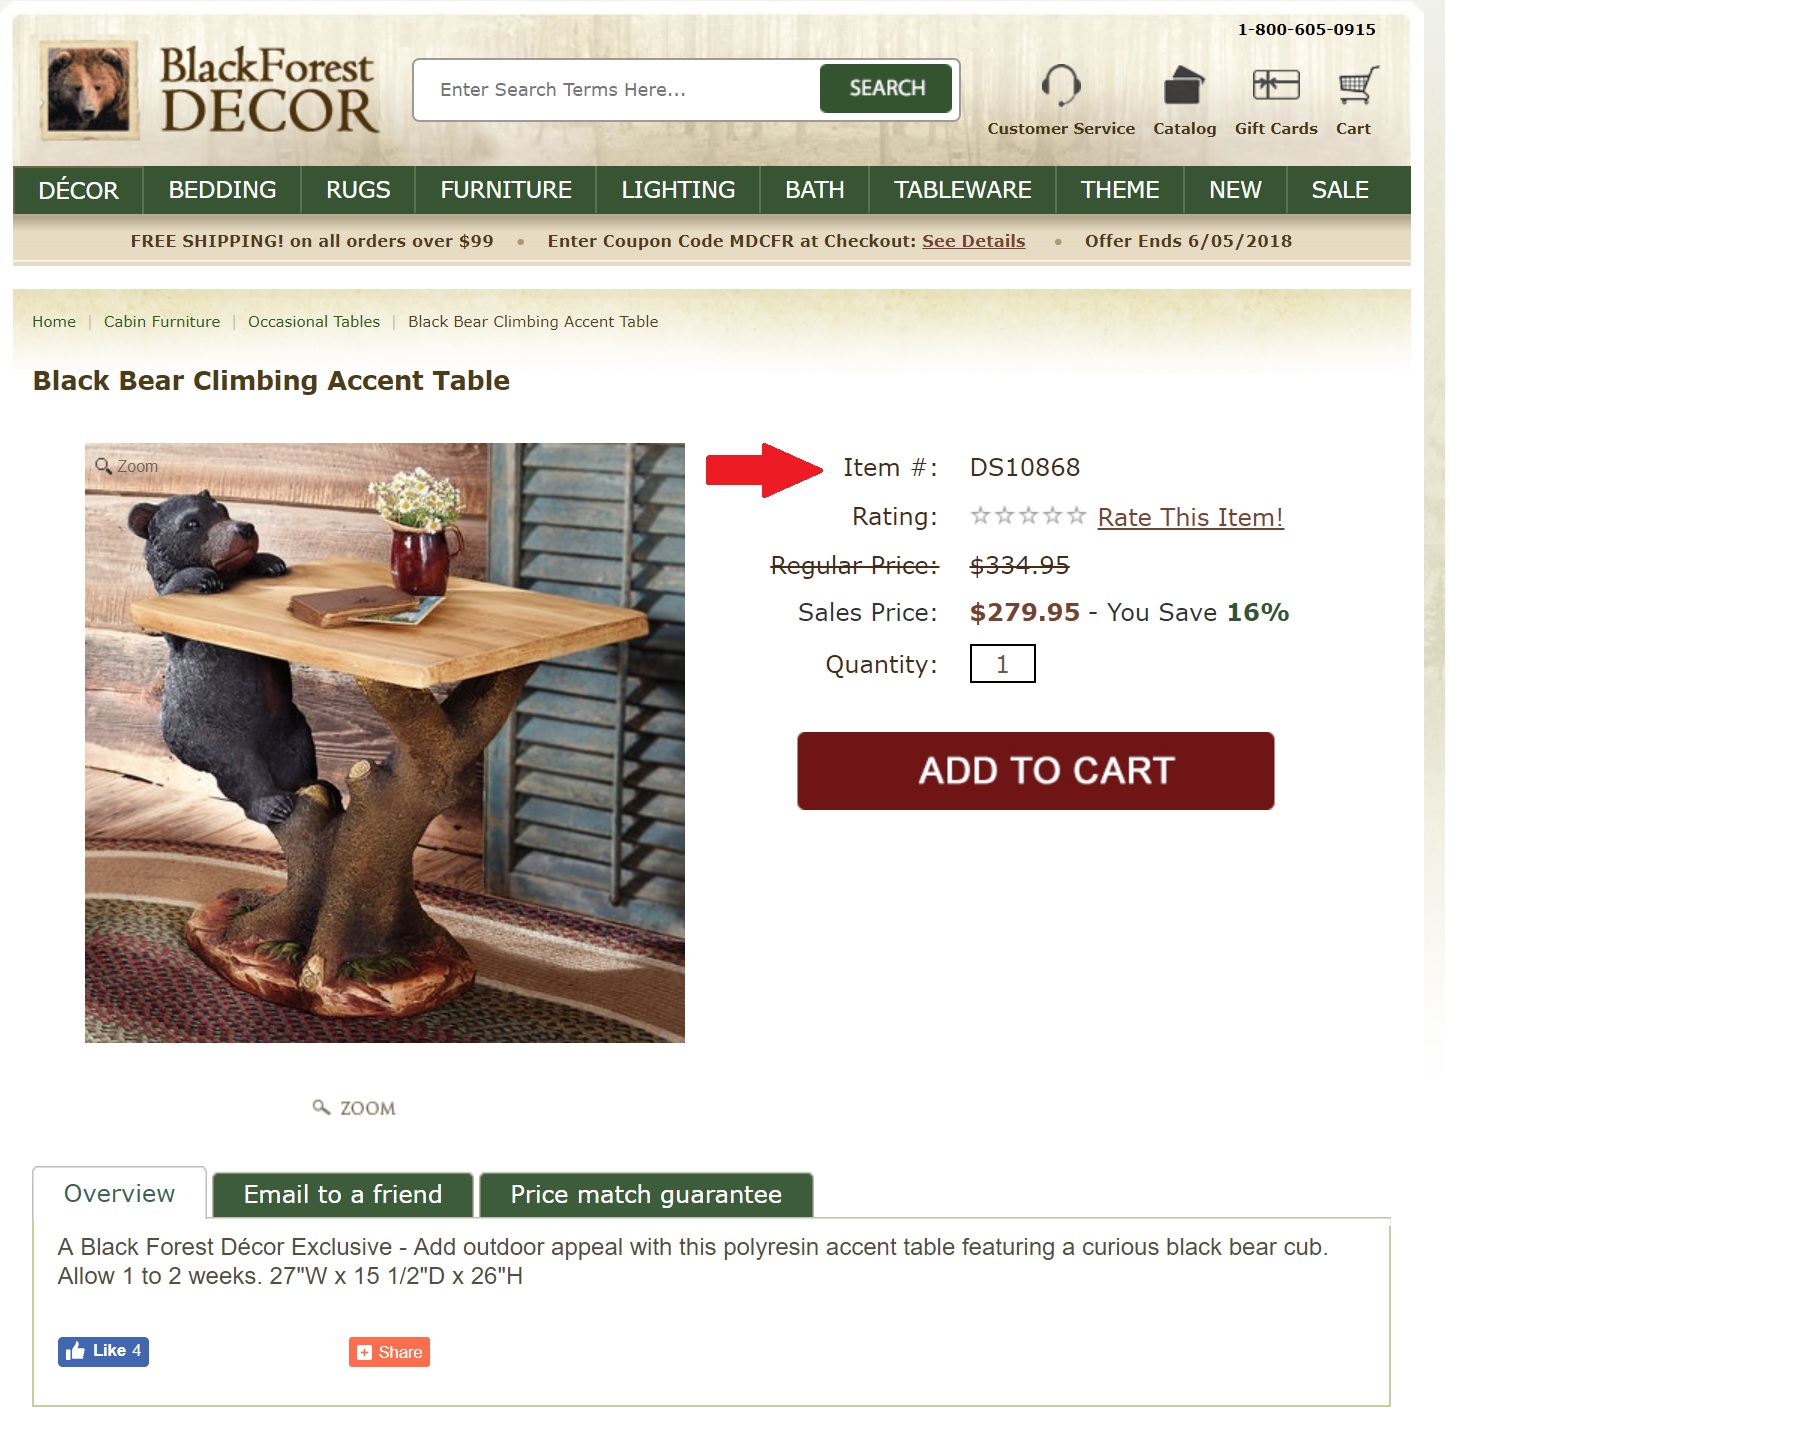 1-800-605-0915
BlackForest
DECOR
Enter Search Terms Here...
SEARCH
Customer Service
Catalog
Gift Cards
Cart
DÉCOR
BEDDING
RUGS
FURNITURE
LIGHTING
BATH
TABLEWARE
THEME
NEW
SALE
FREE SHIPPING! on all orders over $99 • Enter Coupon Code MDCFR at Checkout: See Details • Offer Ends 6/05/2018
Home | Cabin Furniture | Occasional Tables | Black Bear Climbing Accent Table
Black Bear Climbing Accent Table
Zoom
Item #: DS10868
Rating: ☆☆☆☆☆ Rate This Item!
Regular Price: $334.95
Sales Price: $279.95 - You Save 16%
Quantity: 1
ADD TO CART
ZOOM
Overview
Email to a friend
Price match guarantee
A Black Forest Décor Exclusive - Add outdoor appeal with this polyresin accent table featuring a curious black bear cub.
Allow 1 to 2 weeks. 27"W x 15 1/2"D x 26"H
Like 4
Share